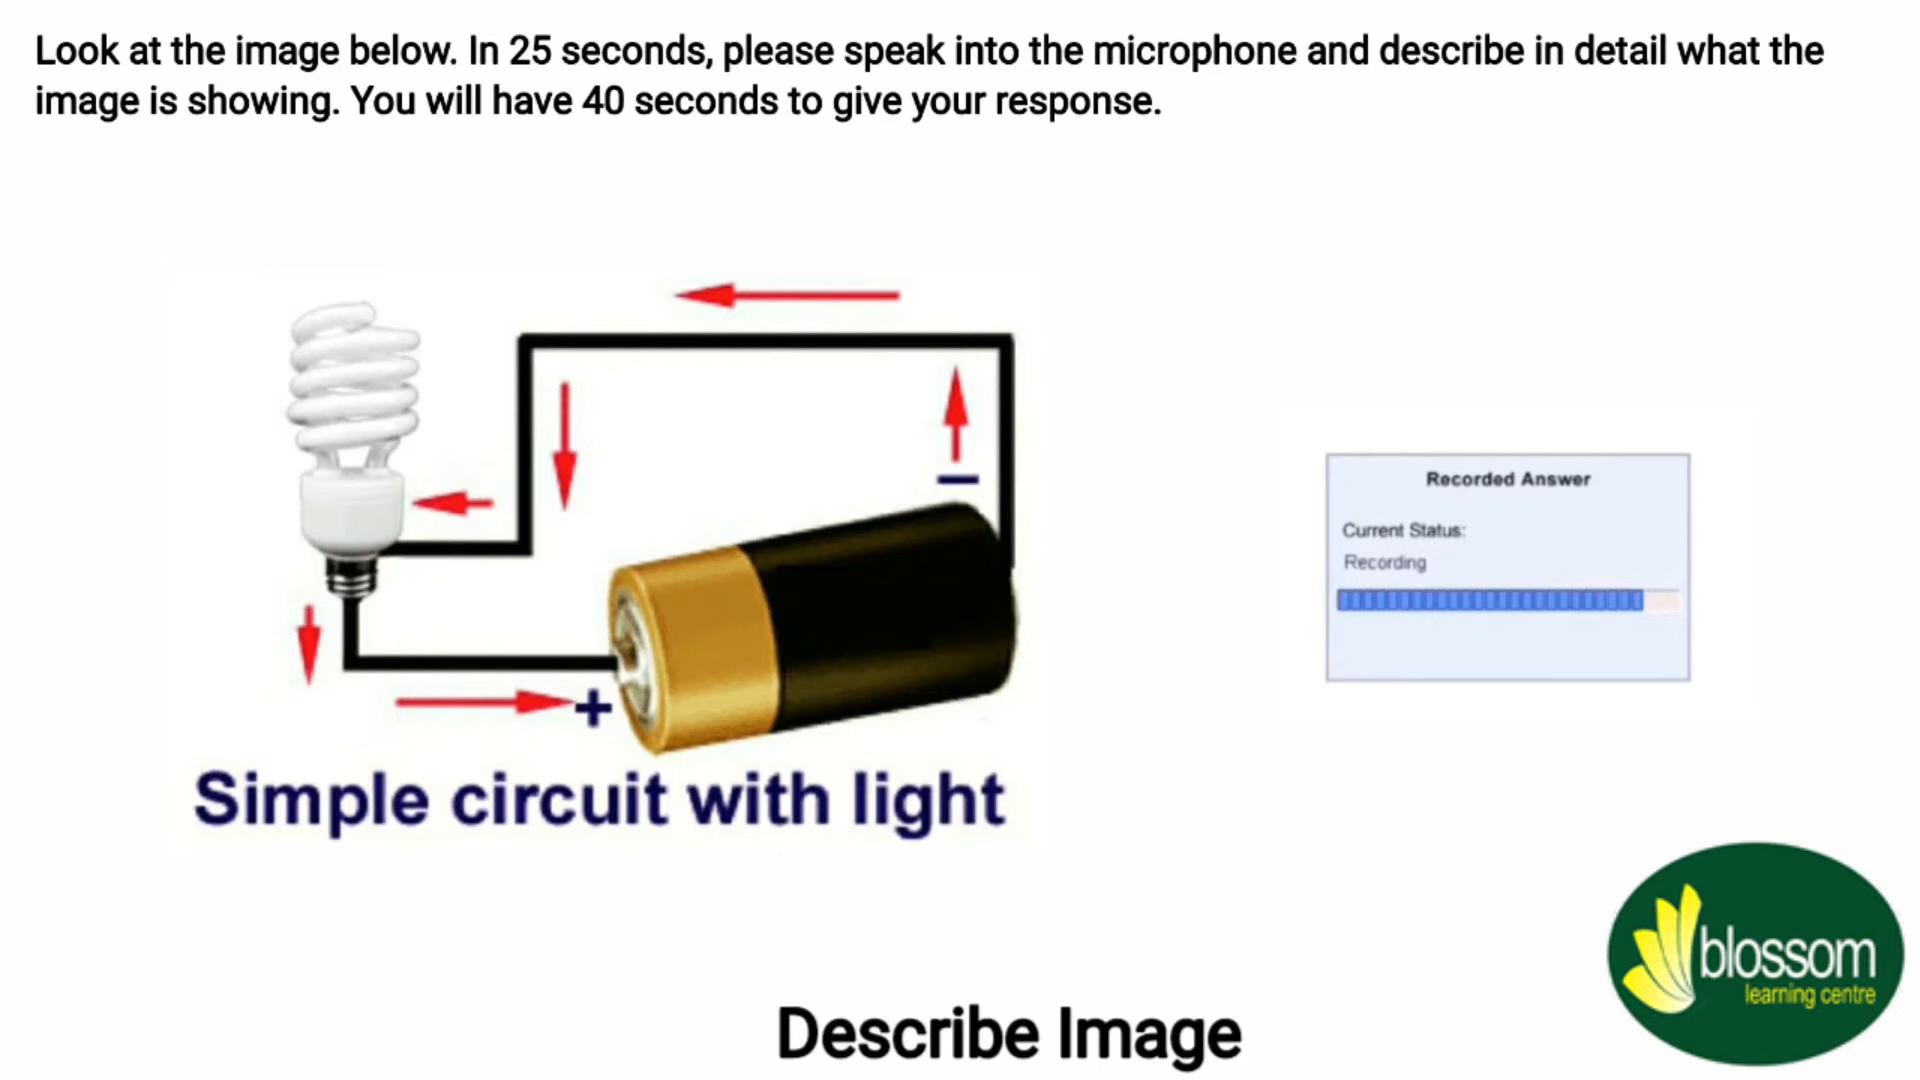 Look at the image below. In 25 seconds, please speak into the microphone and describe in detail what the
image is showing. You will have 40 seconds to give your response.
−
+
Simple circuit with light
Recorded Answer
Current Status:
Recording
blossom
learning centre
Describe Image